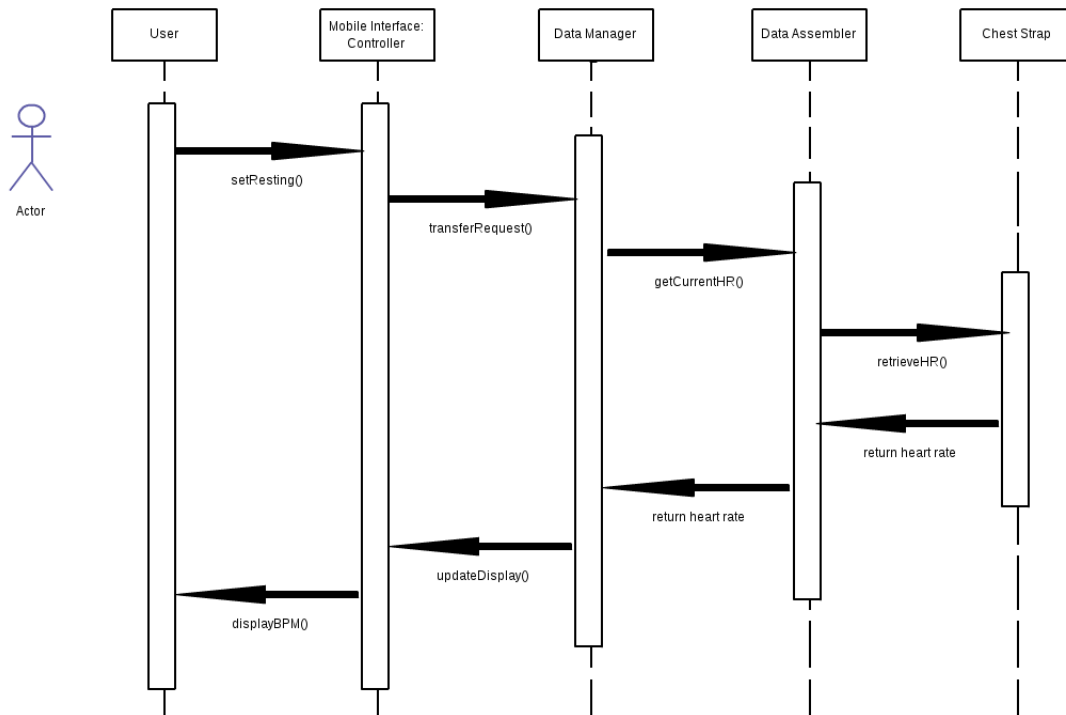 User
Mobile Interface:
Controller
Data Manager
Data Assembler
Chest Strap
Actor
setResting()
transferRequest()
getCurrentHR()
retrieveHR()
return heart rate
return heart rate
updateDisplay()
displayBPM()